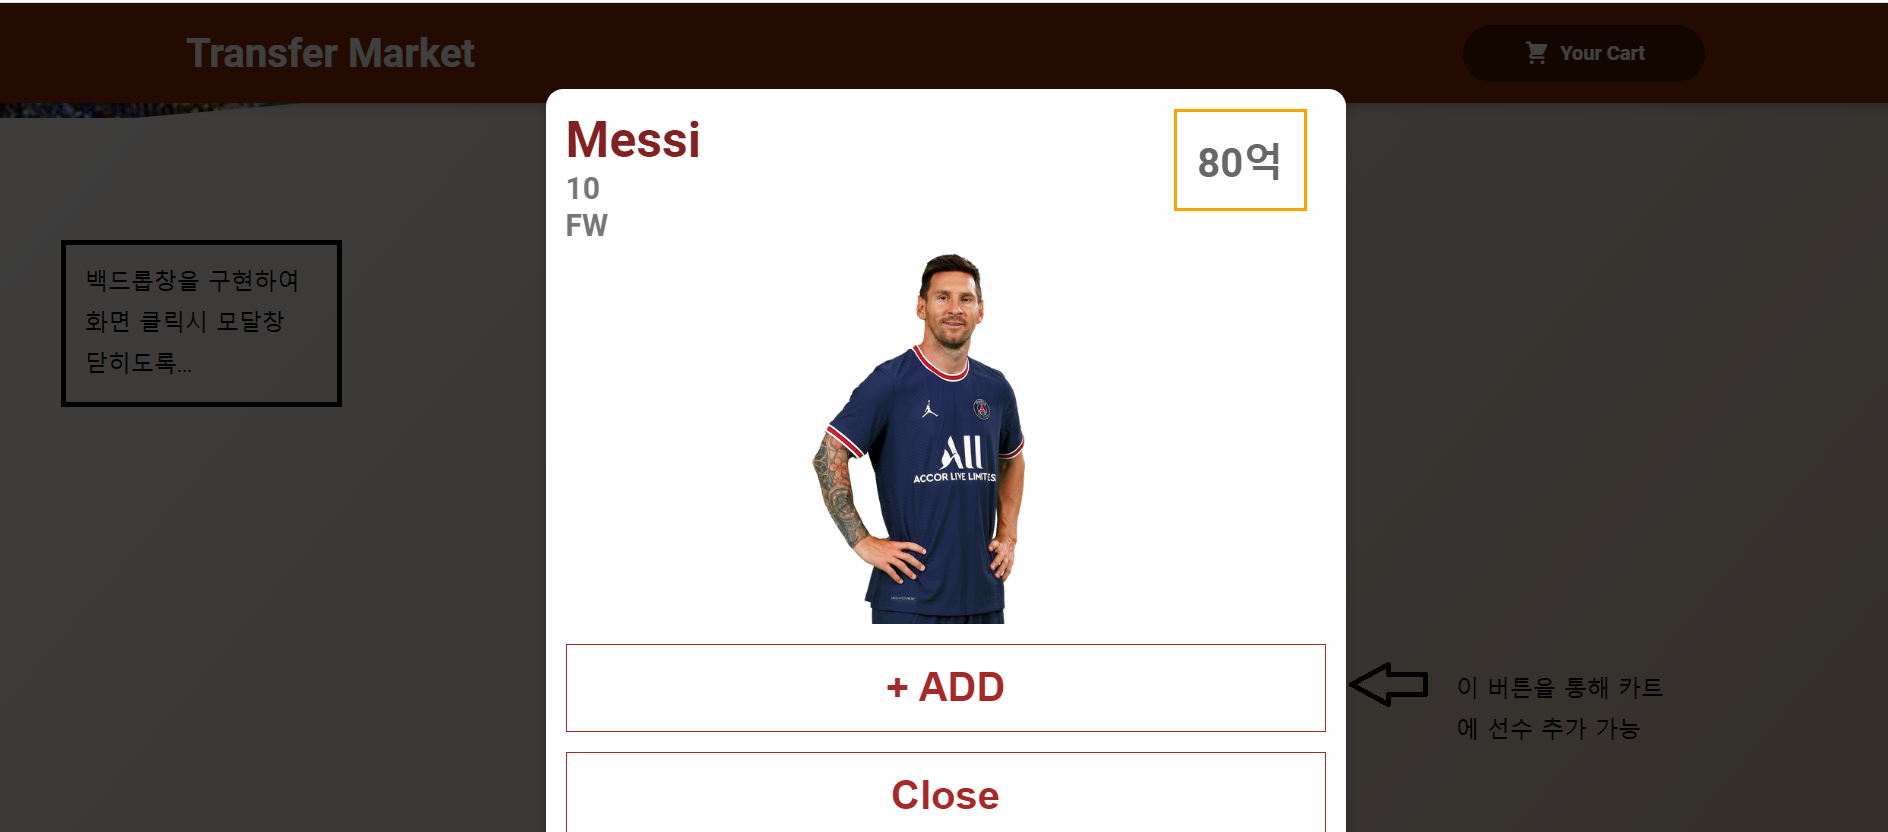 Transfer Market
Your Cart
Messi
80억
10
FW
백드롭창을 구현하여
화면 클릭시 모달창
닫히도록...
ALL
ACCOR LIVE LIMITES
+ ADD
이 버튼을 통해 카트
에 선수 추가 가능
Close